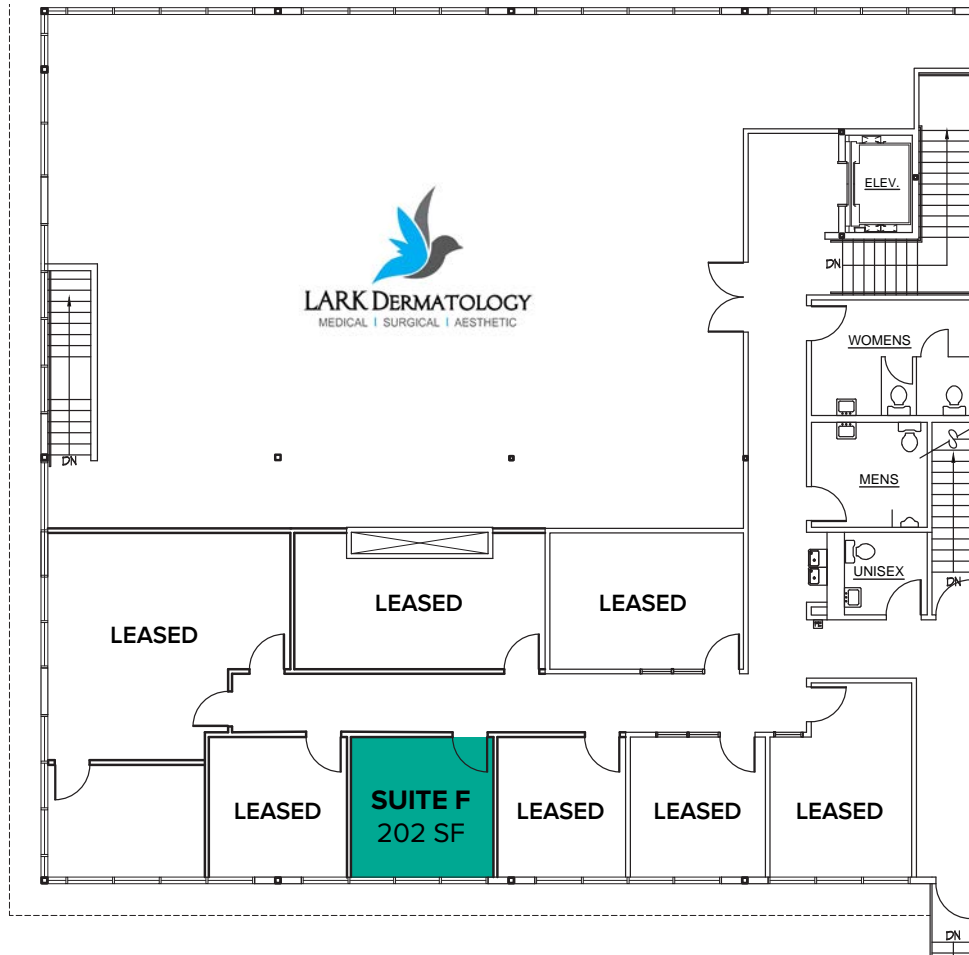 ELEV.
DN
LARK DERMATOLOGY
MEDICAL | SURGICAL | AESTHETIC
WOMENS
DN
MENS
UNISEX
DN
LEASED
LEASED
LEASED
SUITE F
202 SF
LEASED
LEASED
LEASED
LEASED
DN